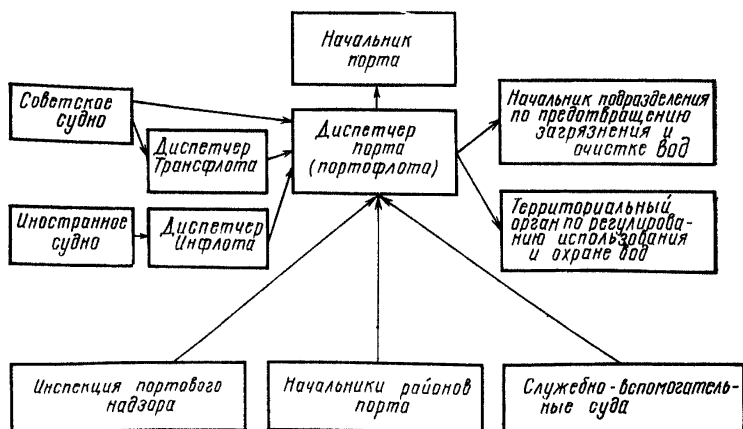 Начальник
порта
Советское
судно
Диспетчер
Трансфлота
Диспетчер
порта
(портофлота)
Начальник подразделения
по предотвращению
загрязнения и
очистке вод
Иностранное
судно
Диспетчер
Инфлота
Территориальный
орган по регулирова-
нию использования
и охране вод
Инспекция портового
надзора
Начальники районов
порта
Служебно-вспомогатель-
ные суда